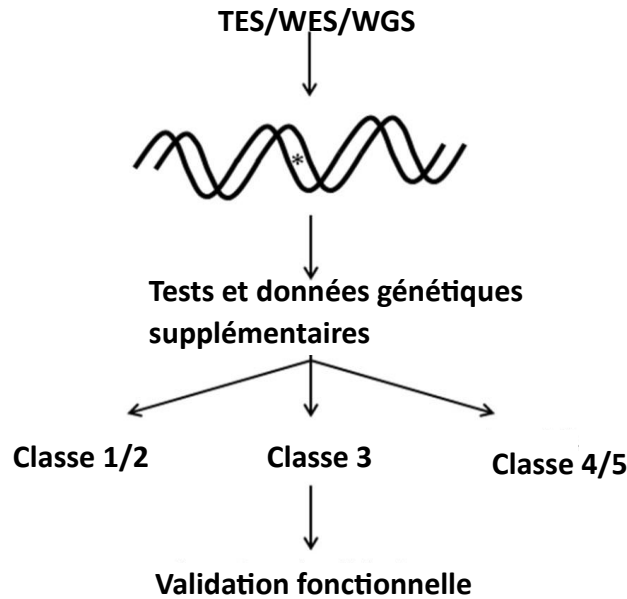 TES/WES/WGS
*
Tests et données génétiques
supplémentaires
Classe 1/2
Classe 3
Classe 4/5
Validation fonctionnelle